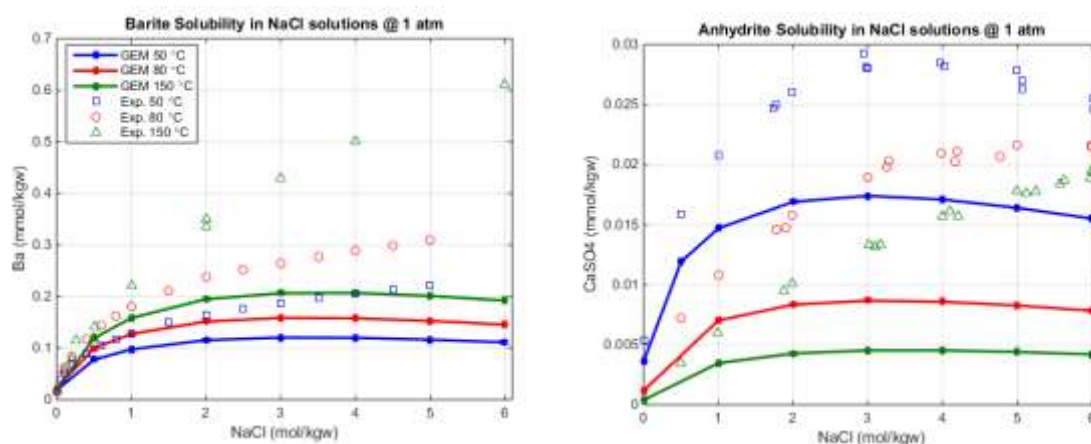 Barite Solubility in NaCl solutions @ 1 atm
0.7
0.6
0.5
0.4
0.3
0.2
0.1
0
Ba (mmol/kgw)
GEM 50 °C
GEM 80 °C
GEM 150 °C
Exp. 50 °C
Exp. 80 °C
Exp. 150 °C
0 1 2 3 4 5 6
NaCl (mol/kgw)
Anhydrite Solubility in NaCl solutions @ 1 atm
0.03
0.025
0.02
0.015
0.01
0.005
0
CaSO4 (mmol/kgw)
0 1 2 3 4 5 6
NaCl (mol/kgw)